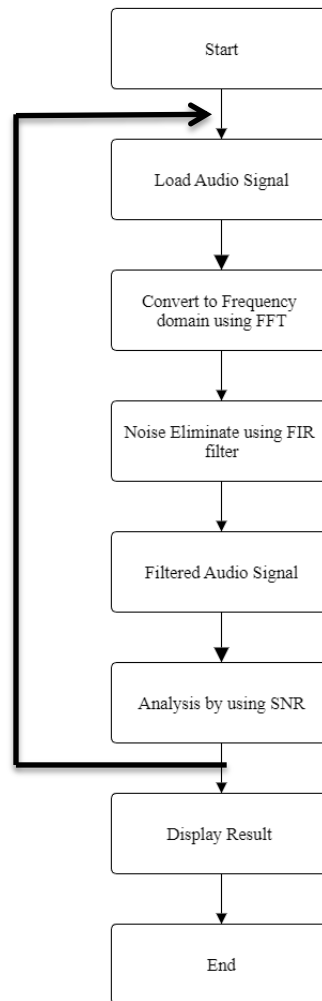 Start
Load Audio Signal
Convert to Frequency
domain using FFT
Noise Eliminate using FIR
filter
Filtered Audio Signal
Analysis by using SNR
Display Result
End